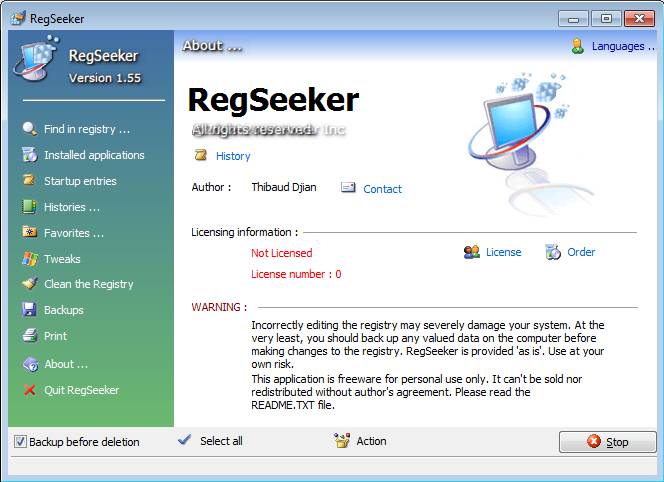 RegSeeker
RegSeeker
Version 1.55
Find in registry ...
Installed applications
Startup entries
Histories ...
Favorites ...
Tweaks
Clean the Registry
Backups
Print
About ...
Quit RegSeeker
About ...
Languages ..
RegSeeker
All rights reserved.
History
Author : Thibaud Djian Contact
Licensing information :
Not Licensed
License number : 0
License Order
WARNING :
Incorrectly editing the registry may severely damage your system. At the
very least, you should back up any valued data on the computer before
making changes to the registry. RegSeeker is provided 'as is'. Use at your
own risk.
This application is freeware for personal use only. It can't be sold nor
redistributed without author's agreement. Please read the
README.TXT file.
Backup before deletion Select all Action Stop